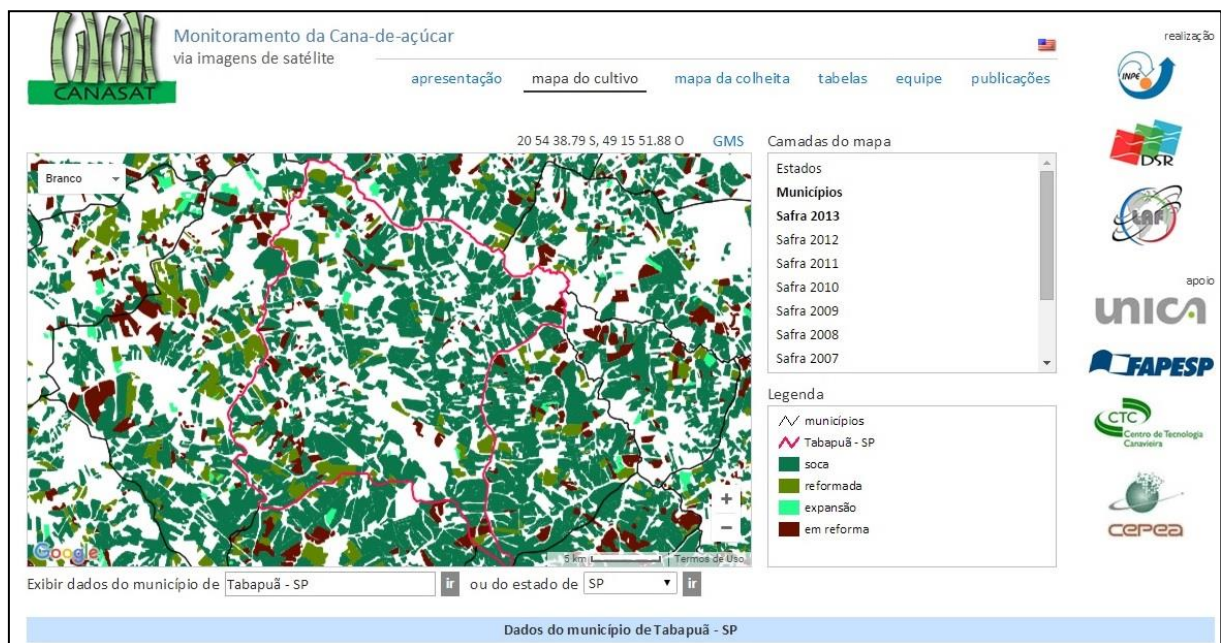 Monitoramento da Cana-de-açúcar
via imagens de satélite
CANASAT
apresentação mapa do cultivo mapa da colheita tabelas equipe publicações
realização
INPE
DSR
LAF
apoio
unica
FAPESP
CTC
Centro de Tecnologia
Canavieira
cepea
20 54 38.79 S, 49 15 51.88 O GMS
Branco
Google
+
−
5 km
Termos de Uso
Camadas do mapa
Estados
Municípios
Safra 2013
Safra 2012
Safra 2011
Safra 2010
Safra 2009
Safra 2008
Safra 2007
Legenda
municípios
Tabapuã - SP
soca
reformada
expansão
em reforma
Exibir dados do município de Tabapuã - SP ir ou do estado de SP ir
Dados do município de Tabapuã - SP